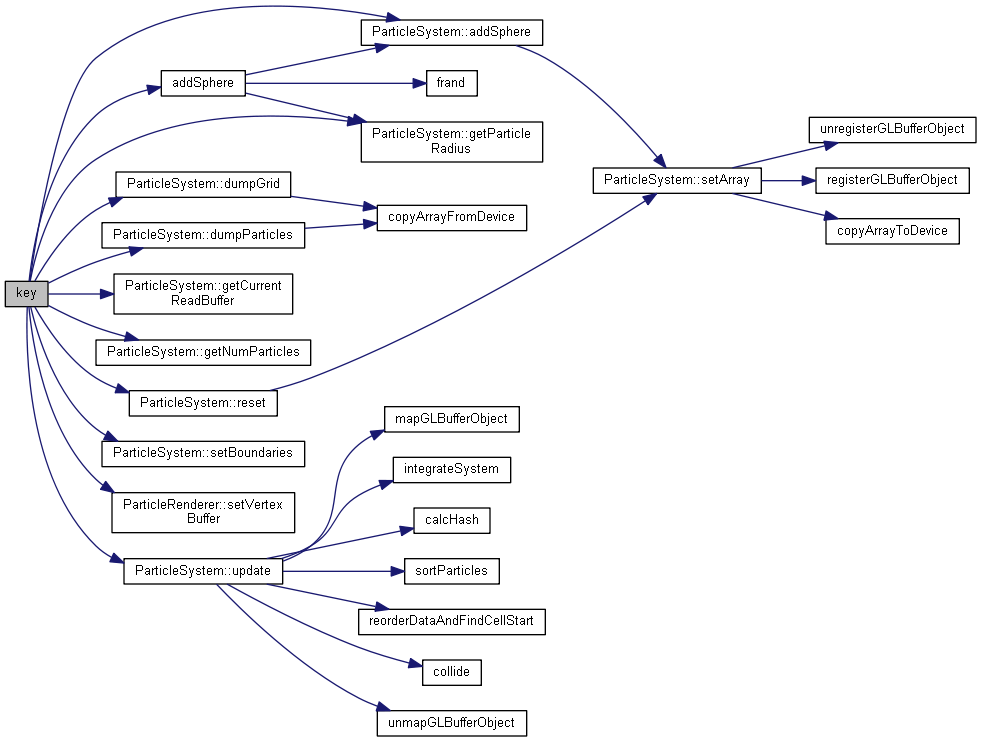 ParticleSystem::addSphere
addSphere
frand
ParticleSystem::getParticle
Radius
unregisterGLBufferObject
ParticleSystem::setArray
registerGLBufferObject
ParticleSystem::dumpGrid
copyArrayFromDevice
copyArrayToDevice
ParticleSystem::dumpParticles
key
ParticleSystem::getCurrent
ReadBuffer
ParticleSystem::getNumParticles
ParticleSystem::reset
mapGLBufferObject
ParticleSystem::setBoundaries
integrateSystem
ParticleRenderer::setVertex
Buffer
calcHash
ParticleSystem::update
sortParticles
reorderDataAndFindCellStart
collide
unmapGLBufferObject